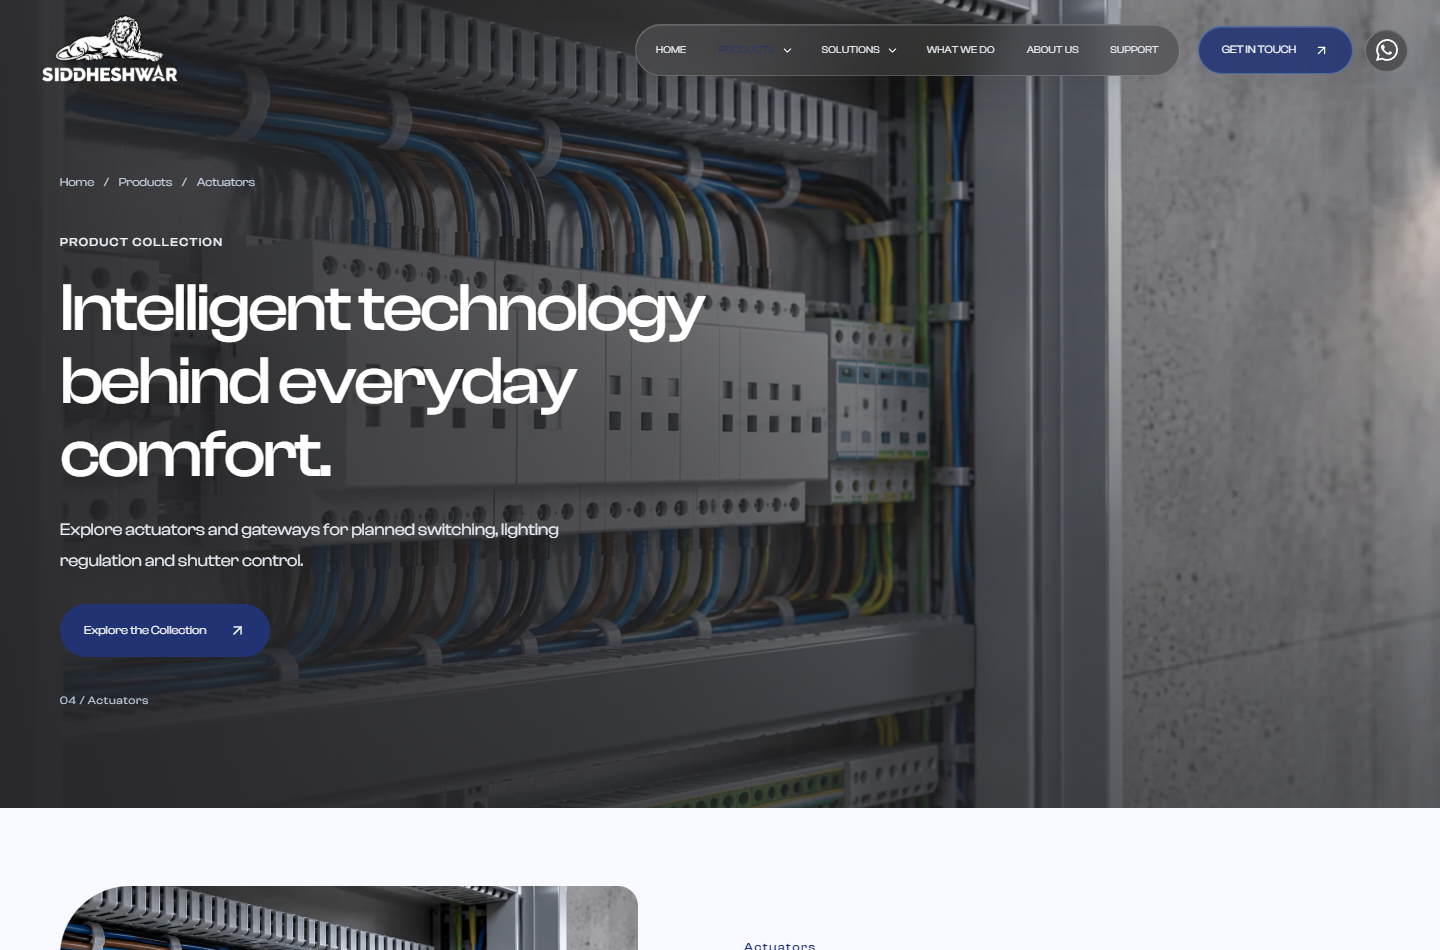 SIDDHESHWAR
HOME PRODUCTS SOLUTIONS WHAT WE DO ABOUT US SUPPORT GET IN TOUCH
Home / Products / Actuators
PRODUCT COLLECTION
Intelligent technology
behind everyday
comfort.
Explore actuators and gateways for planned switching, lighting
regulation and shutter control.
Explore the Collection
04 / Actuators
Actuators